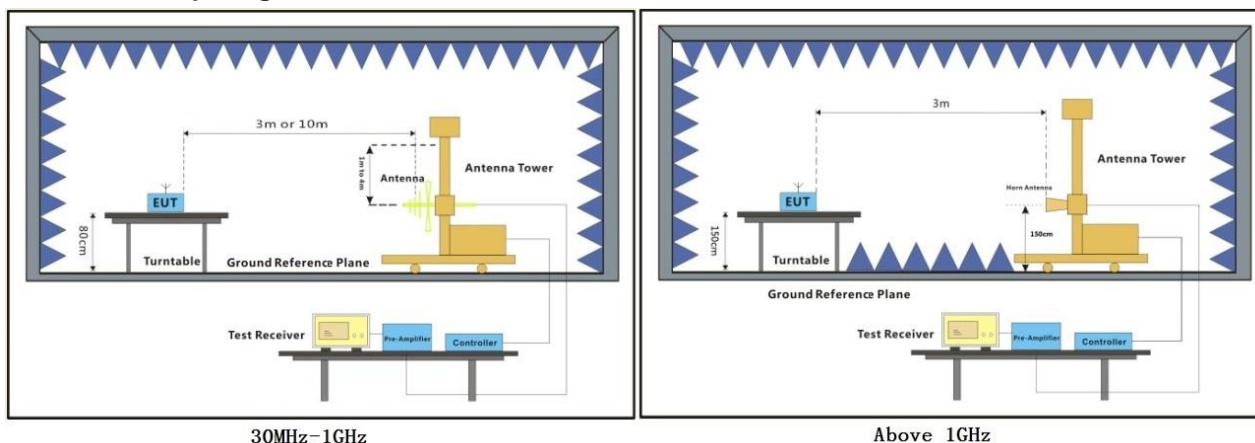 3m or 10m
1m to 4m
Antenna
Antenna Tower
EUT
80cm
Turntable
Ground Reference Plane
Test Receiver
Pre-Amplifier
Controller
30MHz-1GHz
3m
Antenna Tower
Horn Antenna
EUT
150cm
150cm
Turntable
Ground Reference Plane
Test Receiver
Pre-Amplifier
Controller
Above 1GHz